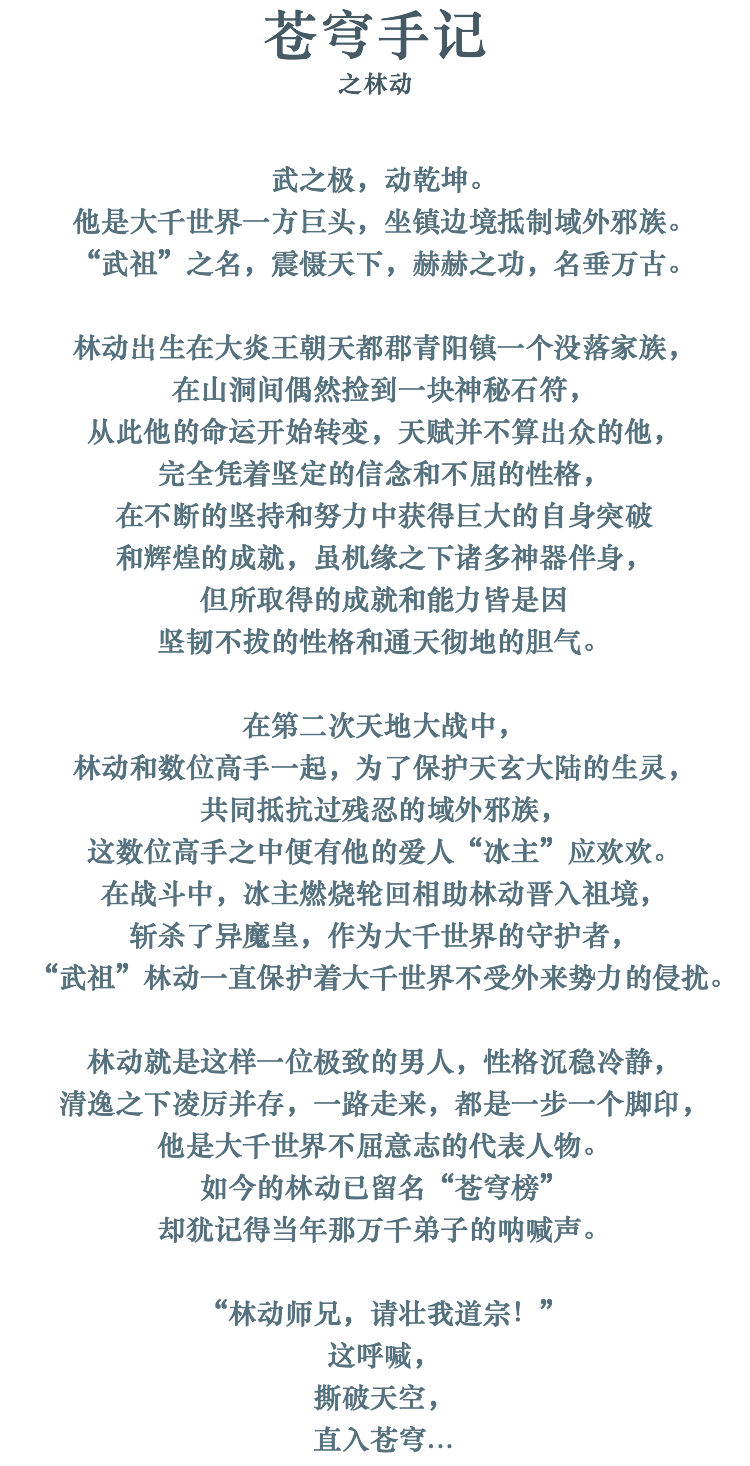 苍穹手记
之林动
武之极，动乾坤。
他是大千世界一方巨头，坐镇边境抵制域外邪族。
“武祖”之名，震慑天下，赫赫之功，名垂万古。
林动出生在大炎王朝天都郡青阳镇一个没落家族，
在山洞间偶然捡到一块神秘石符，
从此他的命运开始转变，天赋并不算出众的他，
完全凭着坚定的信念和不屈的性格，
在不断的坚持和努力中获得巨大的自身突破
和辉煌的成就，虽机缘之下诸多神器伴身，
但所取得的成就和能力皆是因
坚韧不拔的性格和通天彻地的胆气。
在第二次天地大战中，
林动和数位高手一起，为了保护天玄大陆的生灵，
共同抵抗过残忍的域外邪族，
这数位高手之中便有他的爱人“冰主”应欢欢。
在战斗中，冰主燃烧轮回相助林动晋入祖境，
斩杀了异魔皇，作为大千世界的守护者，
“武祖”林动一直保护着大千世界不受外来势力的侵扰。
林动就是这样一位极致的男人，性格沉稳冷静，
清逸之下凌厉并存，一路走来，都是一步一个脚印，
他是大千世界不屈意志的代表人物。
如今的林动已留名“苍穹榜”
却犹记得当年那万千弟子的呐喊声。
“林动师兄，请壮我道宗！”
这呼喊，
撕破天空，
直入苍穹...